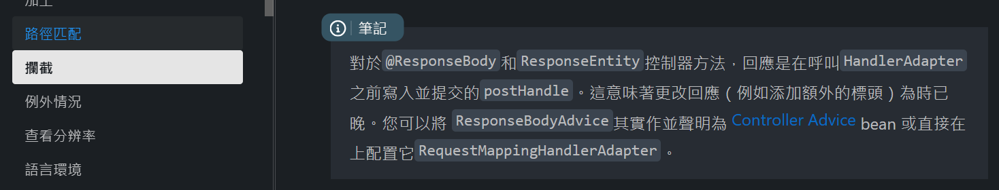 加工
路徑匹配
攔截
例外情況
查看分辨率
語言環境
筆記
對於 @ResponseBody 和 ResponseEntity 控制器方法，回應是在呼叫 HandlerAdapter
之前寫入並提交的 postHandle 。這意味著更改回應（例如添加額外的標頭）為時已
晚。您可以將 ResponseBodyAdvice 其實作並聲明為 Controller Advice bean 或直接在
上配置它 RequestMappingHandlerAdapter 。